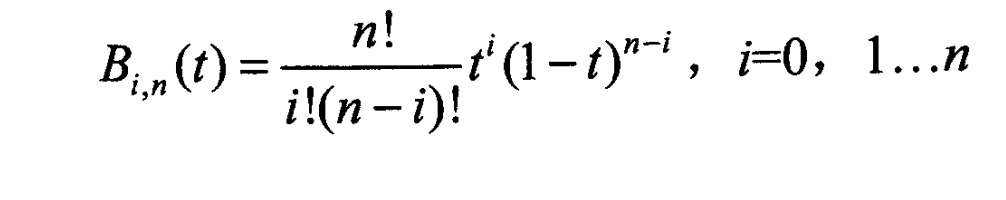 B_{i,n}(t) = \frac{n!}{i!(n-i)!} t^i (1-t)^{n-i}, i=0, 1…n